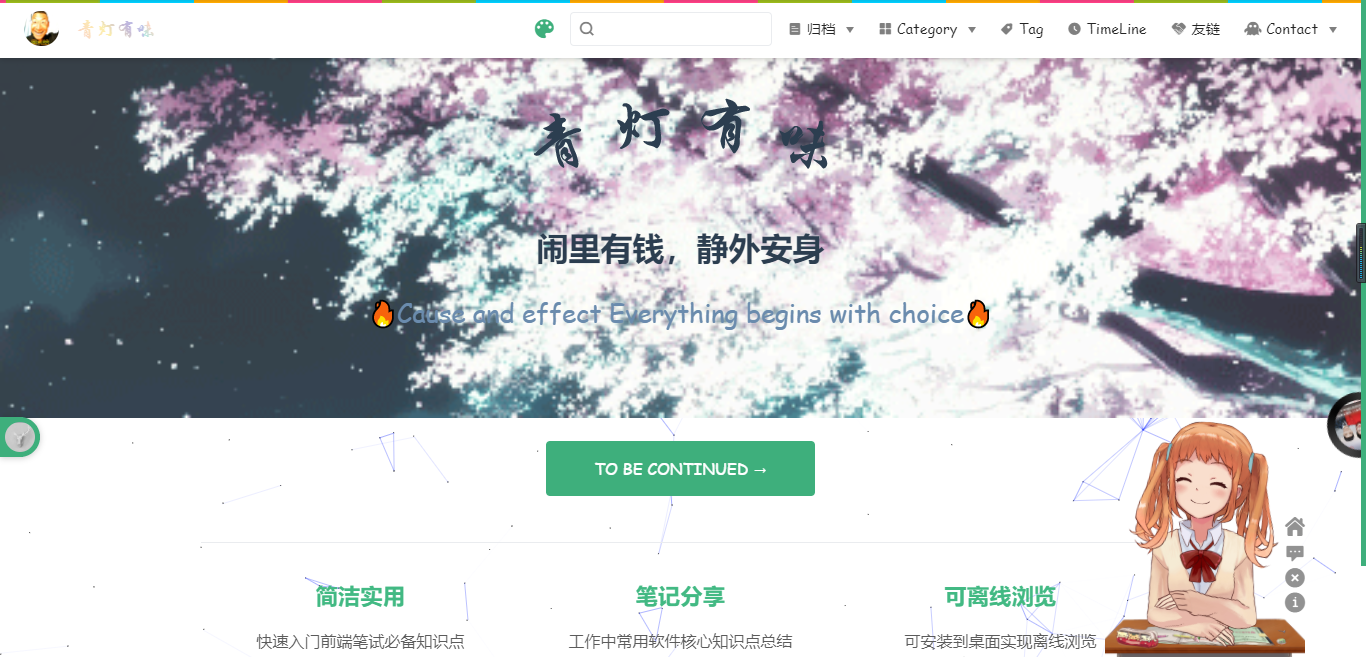 青灯有味
归档 Category Tag TimeLine 友链 Contact
青灯有味
闹里有钱，静外安身
🔥Cause and effect Everything begins with choice🔥
TO BE CONTINUED →
简洁实用 笔记分享 可离线浏览
快速入门前端笔试必备知识点 工作中常用软件核心知识点总结 可安装到桌面实现离线浏览